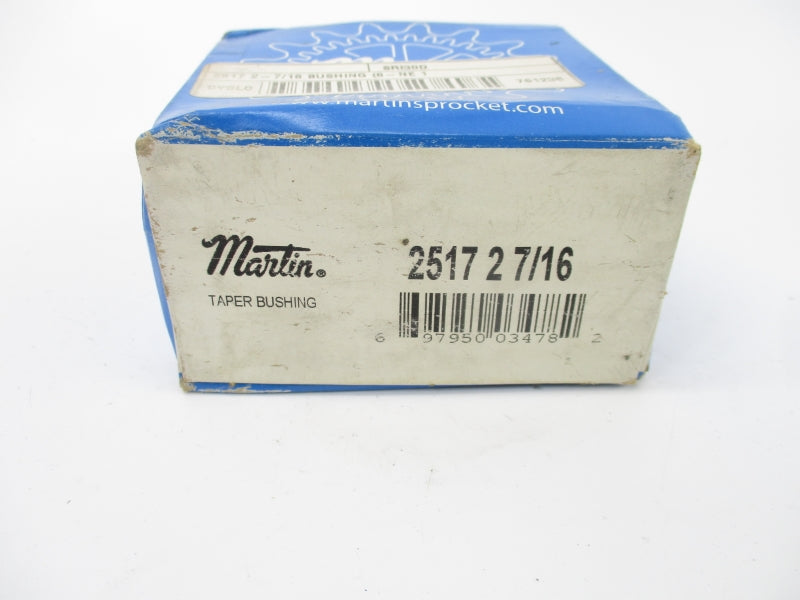 2517 2-7/16 BUSHING
www.martinsprocket.com
Martin®
2517 2 7/16
TAPER BUSHING
6 97950 03478 2